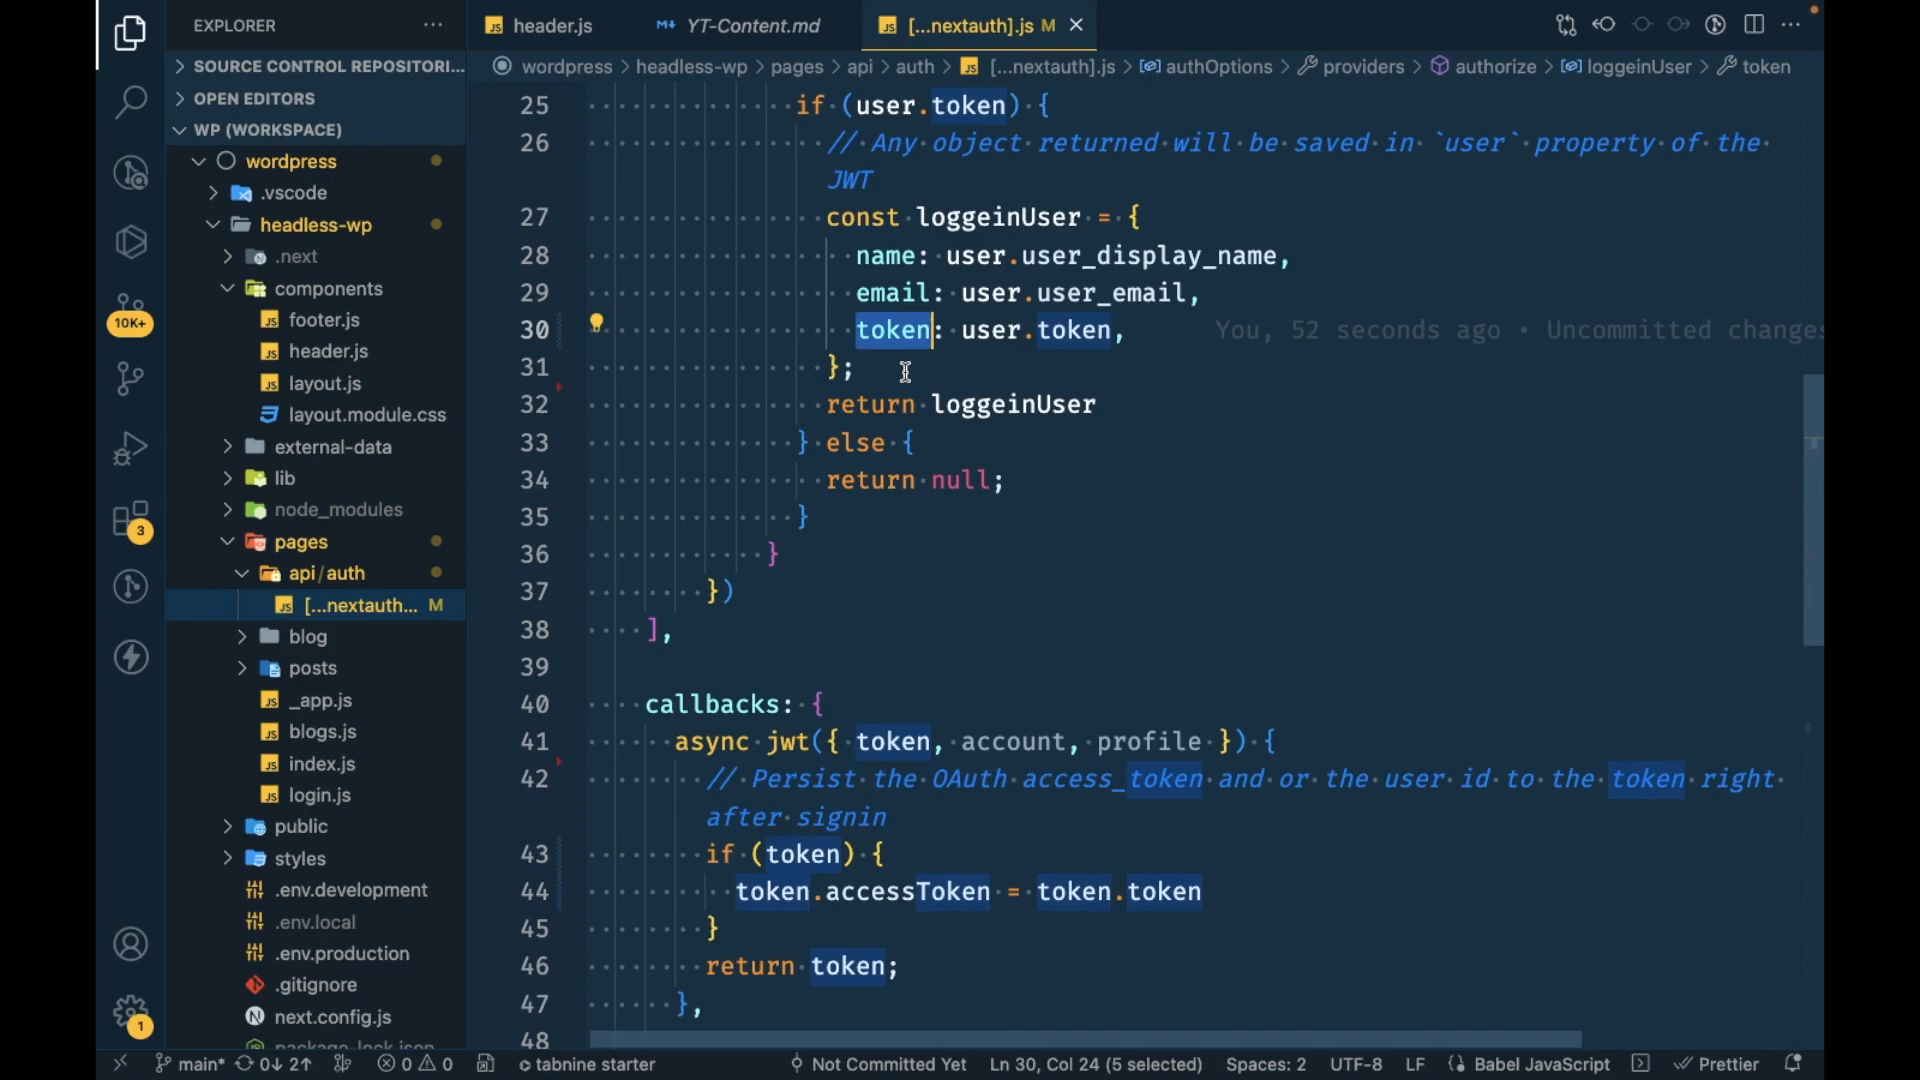 EXPLORER
SOURCE CONTROL REPOSITORI...
OPEN EDITORS
WP (WORKSPACE)
wordpress
.vscode
headless-wp
.next
components
footer.js
header.js
layout.js
layout.module.css
external-data
lib
node_modules
pages
api/auth
[...nextauth... M
blog
posts
_app.js
blogs.js
index.js
login.js
public
styles
.env.development
.env.local
.env.production
.gitignore
next.config.js
package-lock.json
10K+
3
1
header.js
YT-Content.md
[...nextauth].js M
wordpress > headless-wp > pages > api > auth > [...nextauth].js > authOptions > providers > authorize > loggeinUser > token
25 if (user.token) {
26 // Any object returned will be saved in `user` property of the
JWT
27 const loggeinUser = {
28 name: user.user_display_name,
29 email: user.user_email,
30 token: user.token, You, 52 seconds ago • Uncommitted changes
31 };
32 return loggeinUser
33 } else {
34 return null;
35 }
36 }
37 })
38 ],
39
40 callbacks: {
41 async jwt({ token, account, profile }) {
42 // Persist the OAuth access_token and or the user id to the token right
after signin
43 if (token) {
44 token.accessToken = token.token
45 }
46 return token;
47 },
48
main* 0↓ 2↑ 0 0 tabnine starter Not Committed Yet Ln 30, Col 24 (5 selected) Spaces: 2 UTF-8 LF Babel JavaScript Prettier